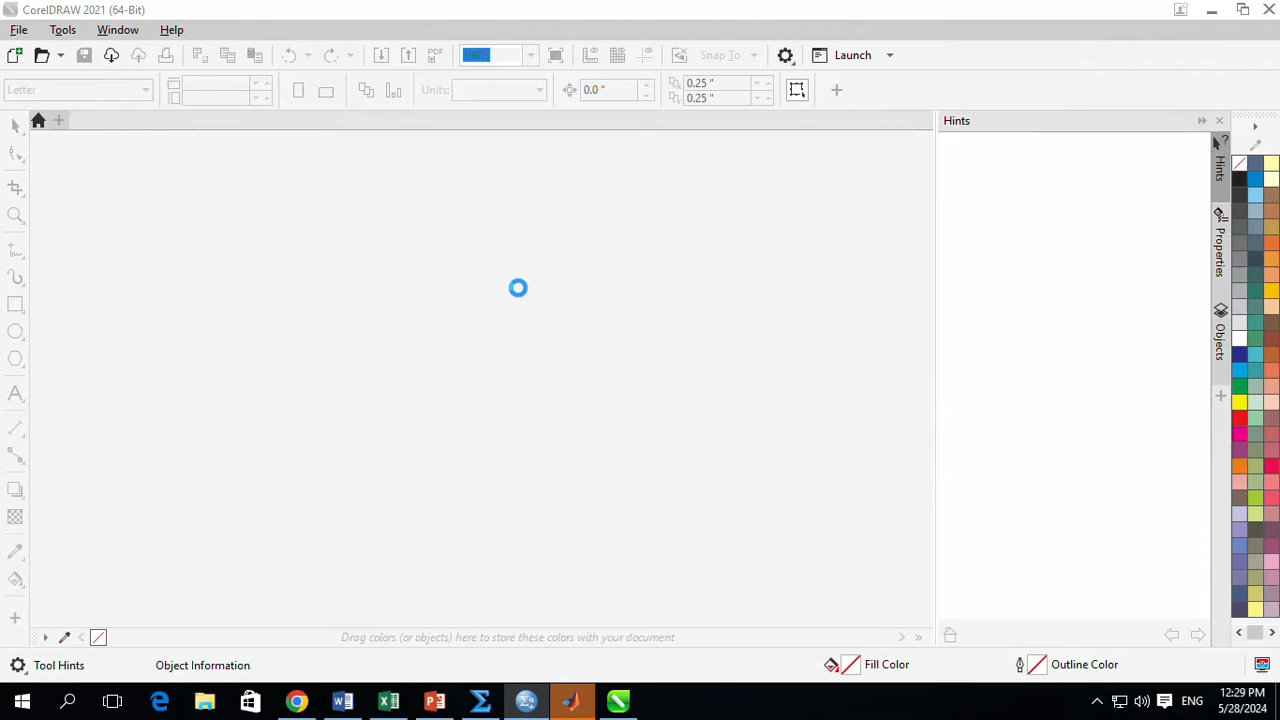 CorelDRAW 2021 (64-Bit)
File Tools Window Help
PDF 100% Snap To Launch
Letter Units: 0.0 " 0.25 "
0.25 "
Hints
Hints
Properties
Objects
Drag colors (or objects) here to store these colors with your document
Tool Hints Object Information Fill Color Outline Color
ENG 12:29 PM
5/28/2024